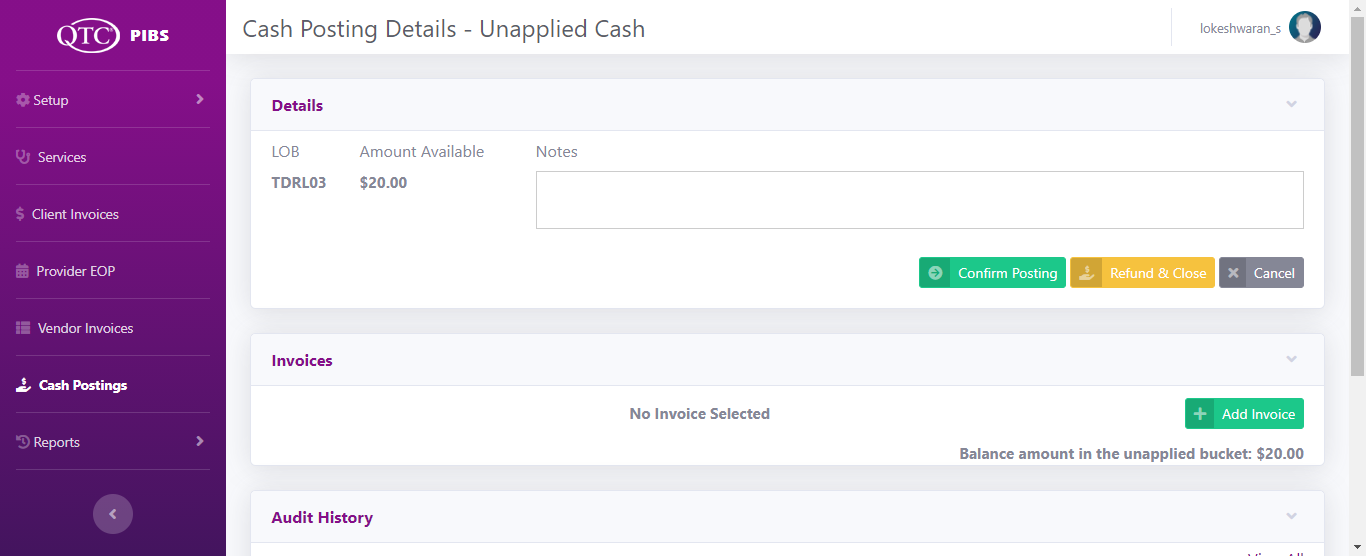 QTC PIBS
Setup
Services
Client Invoices
Provider EOP
Vendor Invoices
Cash Postings
Reports
Cash Posting Details - Unapplied Cash
lokeshwaran_s
Details
LOB Amount Available Notes
TDRL03 $20.00
Confirm Posting Refund & Close Cancel
Invoices
No Invoice Selected
Add Invoice
Balance amount in the unapplied bucket: $20.00
Audit History
View All